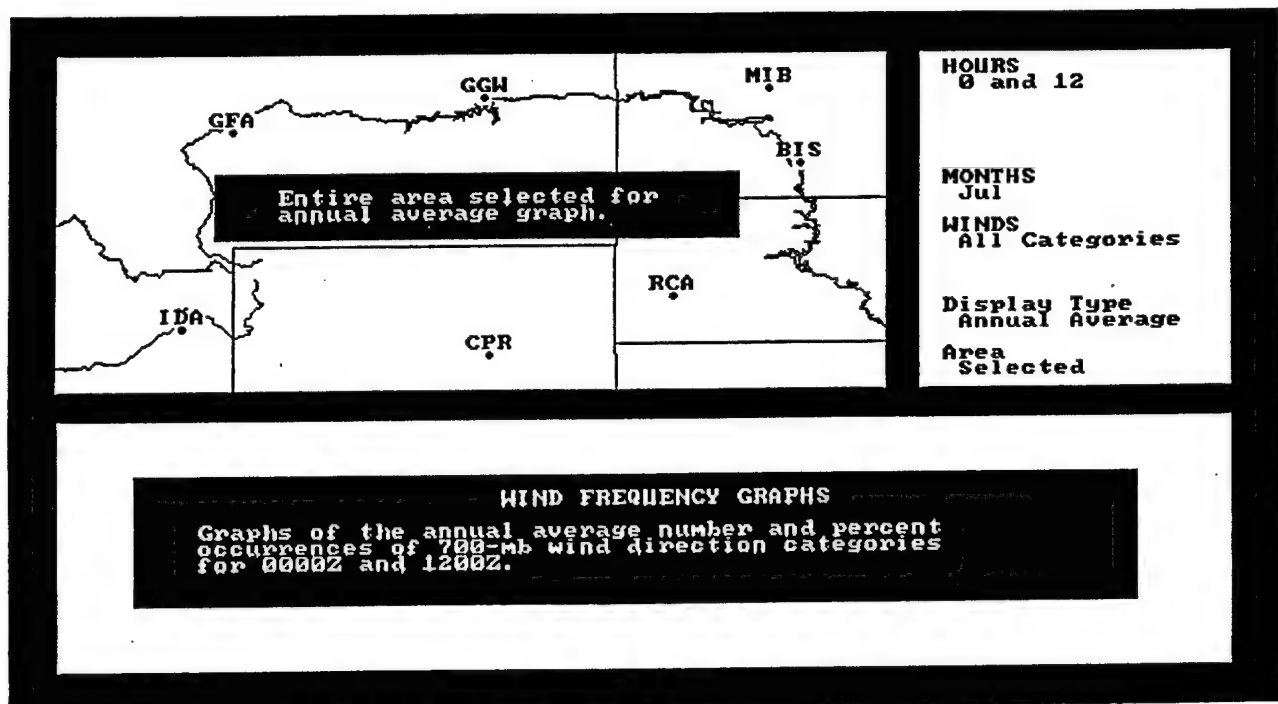 MIB
GGW
GFA
BIS
Entire area selected for
annual average graph.
RCA
IDA
CPR
HOURS
0 and 12
MONTHS
Jul
WINDS
All Categories
Display Type
Annual Average
Area
Selected
WIND FREQUENCY GRAPHS
Graphs of the annual average number and percent
occurrences of 700-mb wind direction categories
for 0000Z and 1200Z.